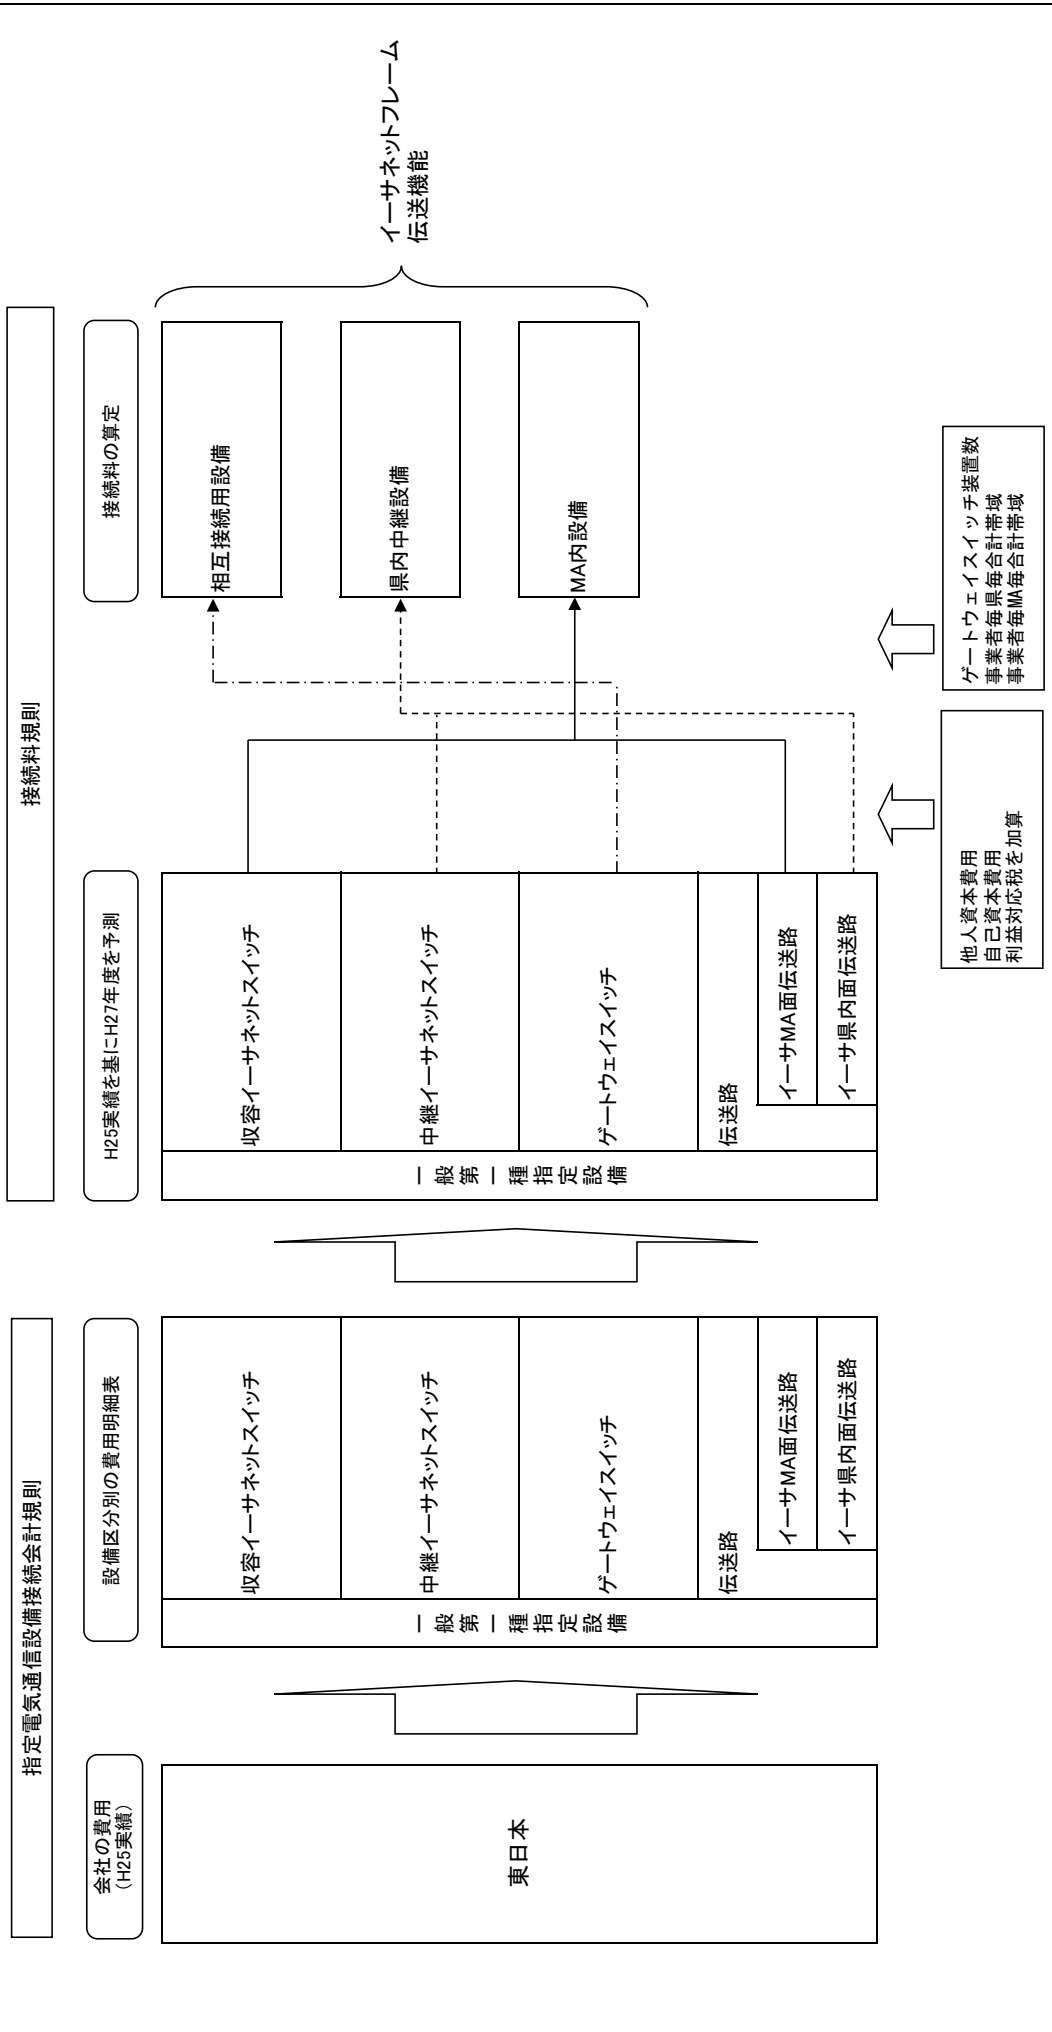 指定電気通信設備接続会計規則
接続料規則
会社の費用
（H25実績）
設備区分別の費用明細表
H25実績を基にH27年度を予測
接続料の算定
東日本
一般第一種指定設備
収容イーサネットスイッチ
中継イーサネットスイッチ
ゲートウェイスイッチ
伝送路
イーサMA面伝送路
イーサ県内面伝送路
一般第一種指定設備
収容イーサネットスイッチ
中継イーサネットスイッチ
ゲートウェイスイッチ
伝送路
イーサMA面伝送路
イーサ県内面伝送路
相互接続用設備
県内中継設備
MA内設備
イーサネットフレーム
伝送機能
他人資本費用
自己資本費用
利益対応税を加算
ゲートウェイスイッチ装置数
事業者毎県毎合計帯域
事業者毎MA毎合計帯域